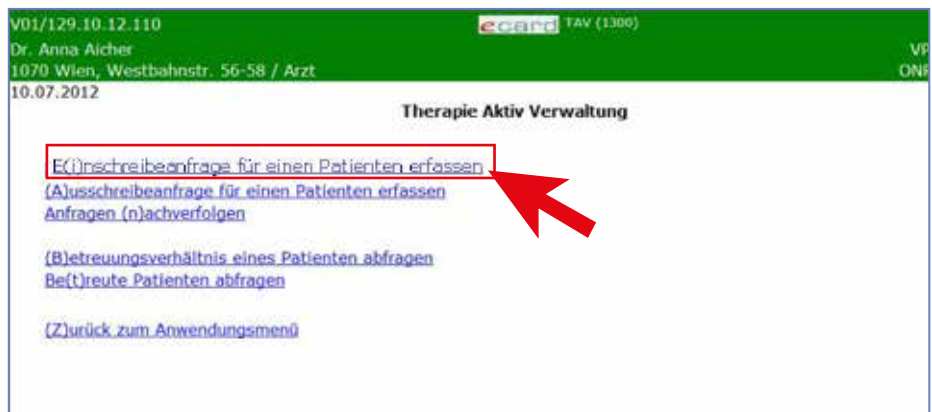 V01/129.10.12.110 ecard TAV (1300)
Dr. Anna Aicher VP
1070 Wien, Westbahnstr. 56-58 / Arzt
10.07.2012
Therapie Aktiv Verwaltung
E(i)nschreibeanfrage für einen Patienten erfassen
(A)usschreibeanfrage für einen Patienten erfassen
Anfragen (n)achverfolgen
(B)etreuungsverhältnis eines Patienten abfragen
Be(t)reute Patienten abfragen
(Z)urück zum Anwendungsmenü